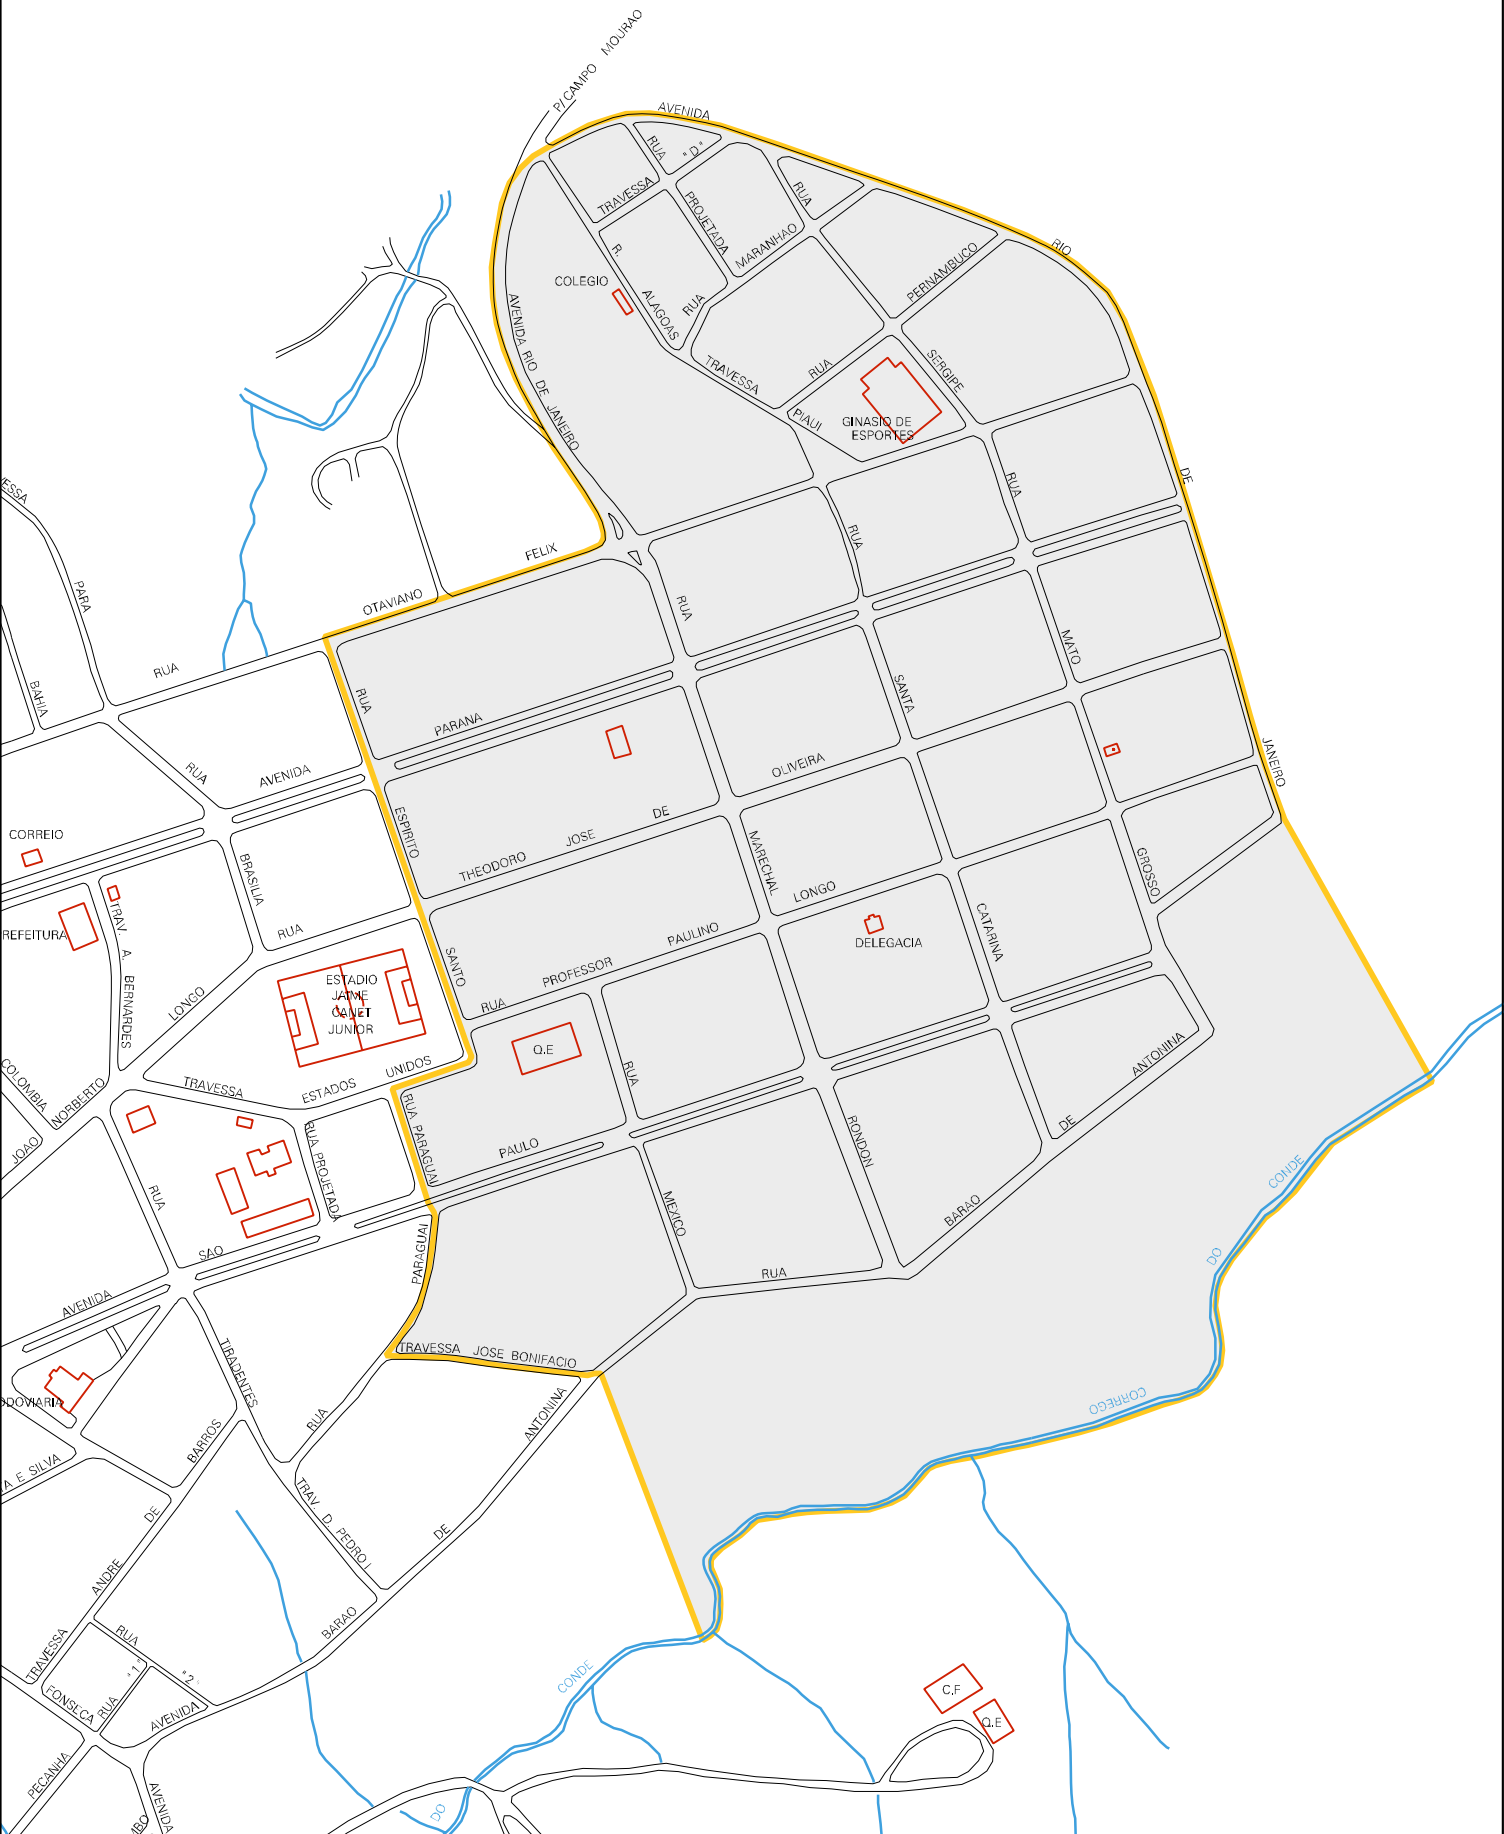 P/ CAMPO MOURAO
AVENIDA
RUA
"D"
TRAVESSA
PROJETADA
RUA
MARANHAO
RIO
PERNAMBUCO
R.
COLEGIO
ALAGOAS
RUA
AVENIDA RIO DE JANEIRO
TRAVESSA
RUA
SERGIPE
PIAUI
GINASIO DE
ESPORTES
DE
RUA
RUA
ESSA
FELIX
OTAVIANO
RUA
PARA
MATO
RUA
BAHIA
RUA
SANTA
PARANA
OLIVEIRA
JANEIRO
RUA
AVENIDA
ESPIRITO
DE
JOSE
THEODORO
CORREIO
BRASILIA
MARECHAL
LONGO
GROSSO
TRAV. A. BERNARDES
REFEITURA
RUA
PAULINO
CATARINA
DELEGACIA
SANTO
PROFESSOR
RUA
ESTADIO
JAIME
CANET
JUNIOR
LONGO
Q.E
UNIDOS
ESTADOS
TRAVESSA
RUA
ANTONINA
COLOMBIA
NORBERTO
JOAO
RUA PROJETADA
RUA PARAGUAI
PAULO
DE
RONDON
CONDE
RUA
MEXICO
BARAO
SAO
PARAGUAI
RUA
DO
AVENIDA
TIRADENTES
TRAVESSA JOSE BONIFACIO
ODOVIARIA
CORREGO
RUA
ANTONINA
BARROS
TA E SILVA
DE
TRAV. D. PEDRO I
DE
ANDRE
BARAO
RUA
TRAVESSA
"1"
"2"
CONDE
FONSECA
RUA
AVENIDA
C.F
Q.E
PECANHA
AVENIDA
DO
MBO